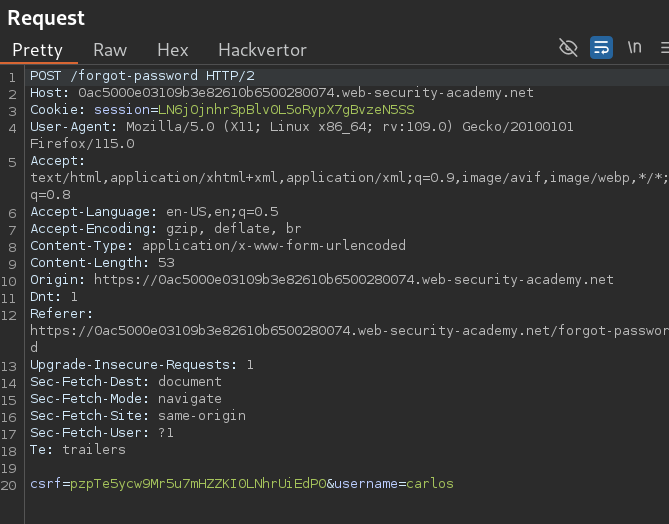 Request
Pretty Raw Hex Hackvertor
\n
1 POST /forgot-password HTTP/2
2 Host: 0ac5000e03109b3e82610b6500280074.web-security-academy.net
3 Cookie: session=LN6jOjnhr3pBlvOL5oRypX7gBvzeN5SS
4 User-Agent: Mozilla/5.0 (X11; Linux x86_64; rv:109.0) Gecko/20100101
Firefox/115.0
5 Accept:
text/html,application/xhtml+xml,application/xml;q=0.9,image/avif,image/webp,*/*;
q=0.8
6 Accept-Language: en-US,en;q=0.5
7 Accept-Encoding: gzip, deflate, br
8 Content-Type: application/x-www-form-urlencoded
9 Content-Length: 53
10 Origin: https://0ac5000e03109b3e82610b6500280074.web-security-academy.net
11 Dnt: 1
12 Referer:
https://0ac5000e03109b3e82610b6500280074.web-security-academy.net/forgot-passwor
d
13 Upgrade-Insecure-Requests: 1
14 Sec-Fetch-Dest: document
15 Sec-Fetch-Mode: navigate
16 Sec-Fetch-Site: same-origin
17 Sec-Fetch-User: ?1
18 Te: trailers
19
20 csrf=pzpTe5ycw9Mr5u7mHZZKIOLNhrUiEdPO&username=carlos